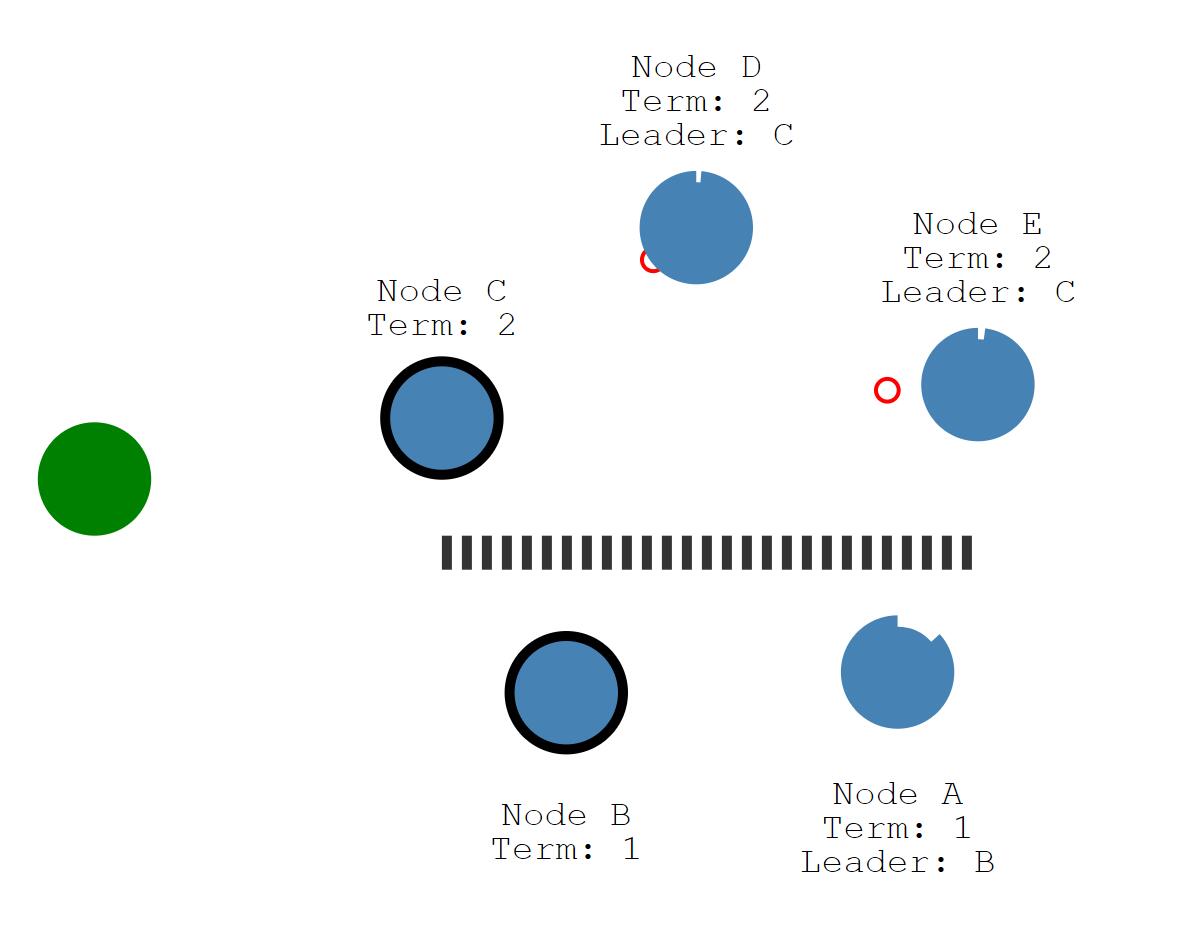 Node D
Term: 2
Leader: C
Node E
Term: 2
Leader: C
Node C
Term: 2
Node B
Term: 1
Node A
Term: 1
Leader: B